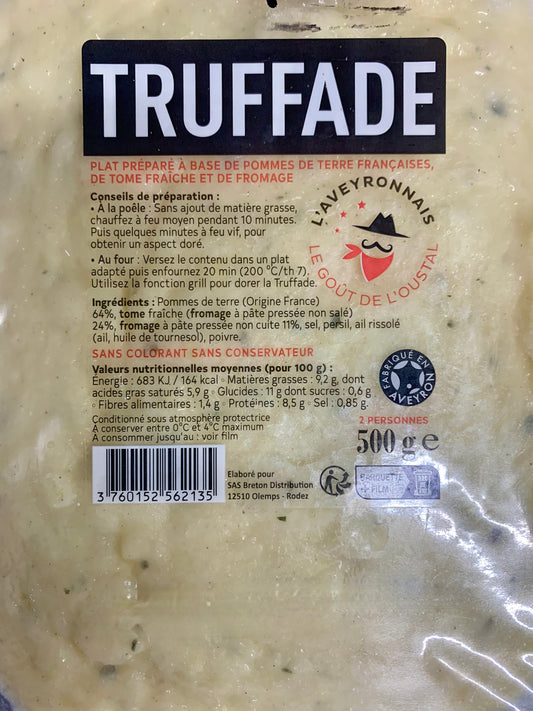 TRUFFADE
PLAT PRÉPARÉ À BASE DE POMMES DE TERRE FRANÇAISES,
DE TOME FRAÎCHE ET DE FROMAGE
Conseils de préparation :
• À la poêle : Sans ajout de matière grasse,
chauffez à feu moyen pendant 10 minutes.
Puis quelques minutes à feu vif, pour
obtenir un aspect doré.
• Au four : Versez le contenu dans un plat
adapté puis enfournez 20 min (200 °C/th 7).
Utilisez la fonction grill pour dorer la Truffade.
L'AVEYRONNAIS
LE GOÛT DE L'OUSTAL
Ingrédients : Pommes de terre (Origine France)
64%, tome fraîche (fromage à pâte pressée non salé)
24%, fromage à pâte pressée non cuite 11%, sel, persil, ail rissolé
(ail, huile de tournesol), poivre.
SANS COLORANT SANS CONSERVATEUR
Valeurs nutritionnelles moyennes (pour 100 g) :
Énergie : 683 KJ / 164 kcal ◦ Matières grasses : 9,2 g, dont
acides gras saturés 5,9 g ◦ Glucides : 11 g dont sucres : 0,6 g
◦ Fibres alimentaires : 1,4 g ◦ Protéines : 8,5 g ◦ Sel : 0,85 g.
Conditionné sous atmosphère protectrice
A conserver entre 0°C et 4°C maximum
A consommer jusqu'au : voir film
FABRIQUÉ EN
AVEYRON
2 PERSONNES
500 g e
3 760152 562135
Elaboré pour
SAS Breton Distribution
12510 Olemps - Rodez
BARQUETTE
+ FILM